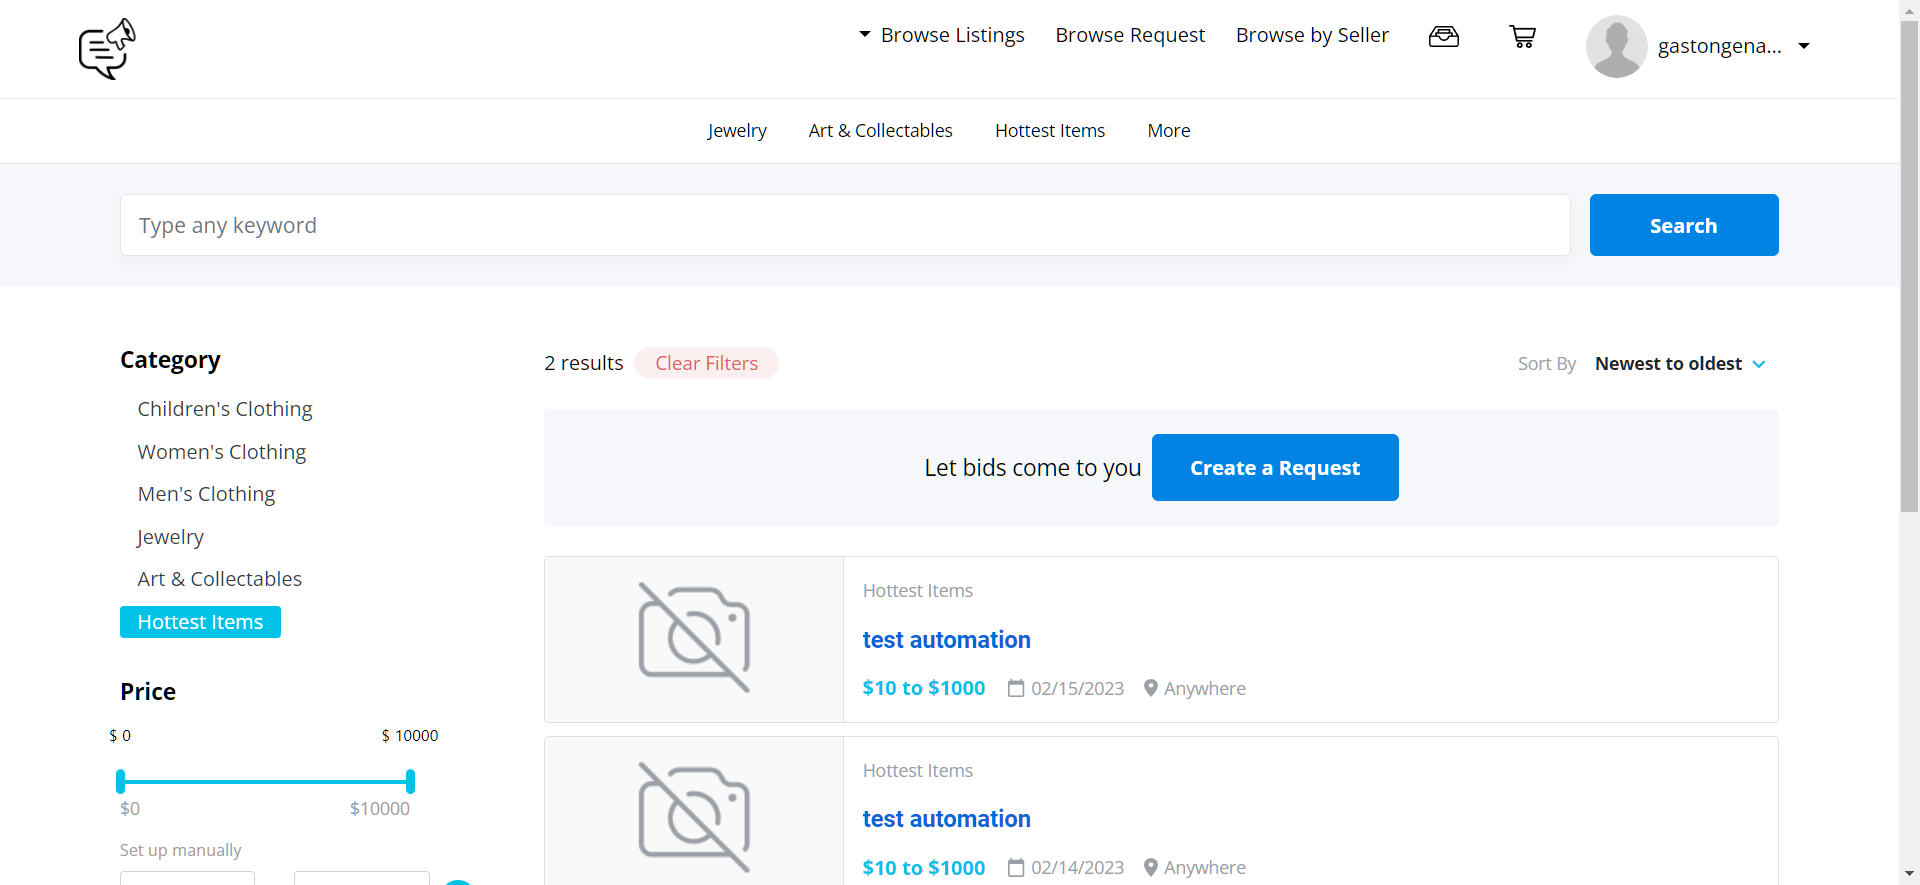 Browse Listings
Browse Request
Browse by Seller
gastongena...
Jewelry
Art & Collectables
Hottest Items
More
Type any keyword
Search
Category
Children's Clothing
Women's Clothing
Men's Clothing
Jewelry
Art & Collectables
Hottest Items
Price
$ 0
$ 10000
$0
$10000
Set up manually
2 results
Clear Filters
Sort By
Newest to oldest
Let bids come to you
Create a Request
Hottest Items
test automation
$10 to $1000
02/15/2023
Anywhere
Hottest Items
test automation
$10 to $1000
02/14/2023
Anywhere